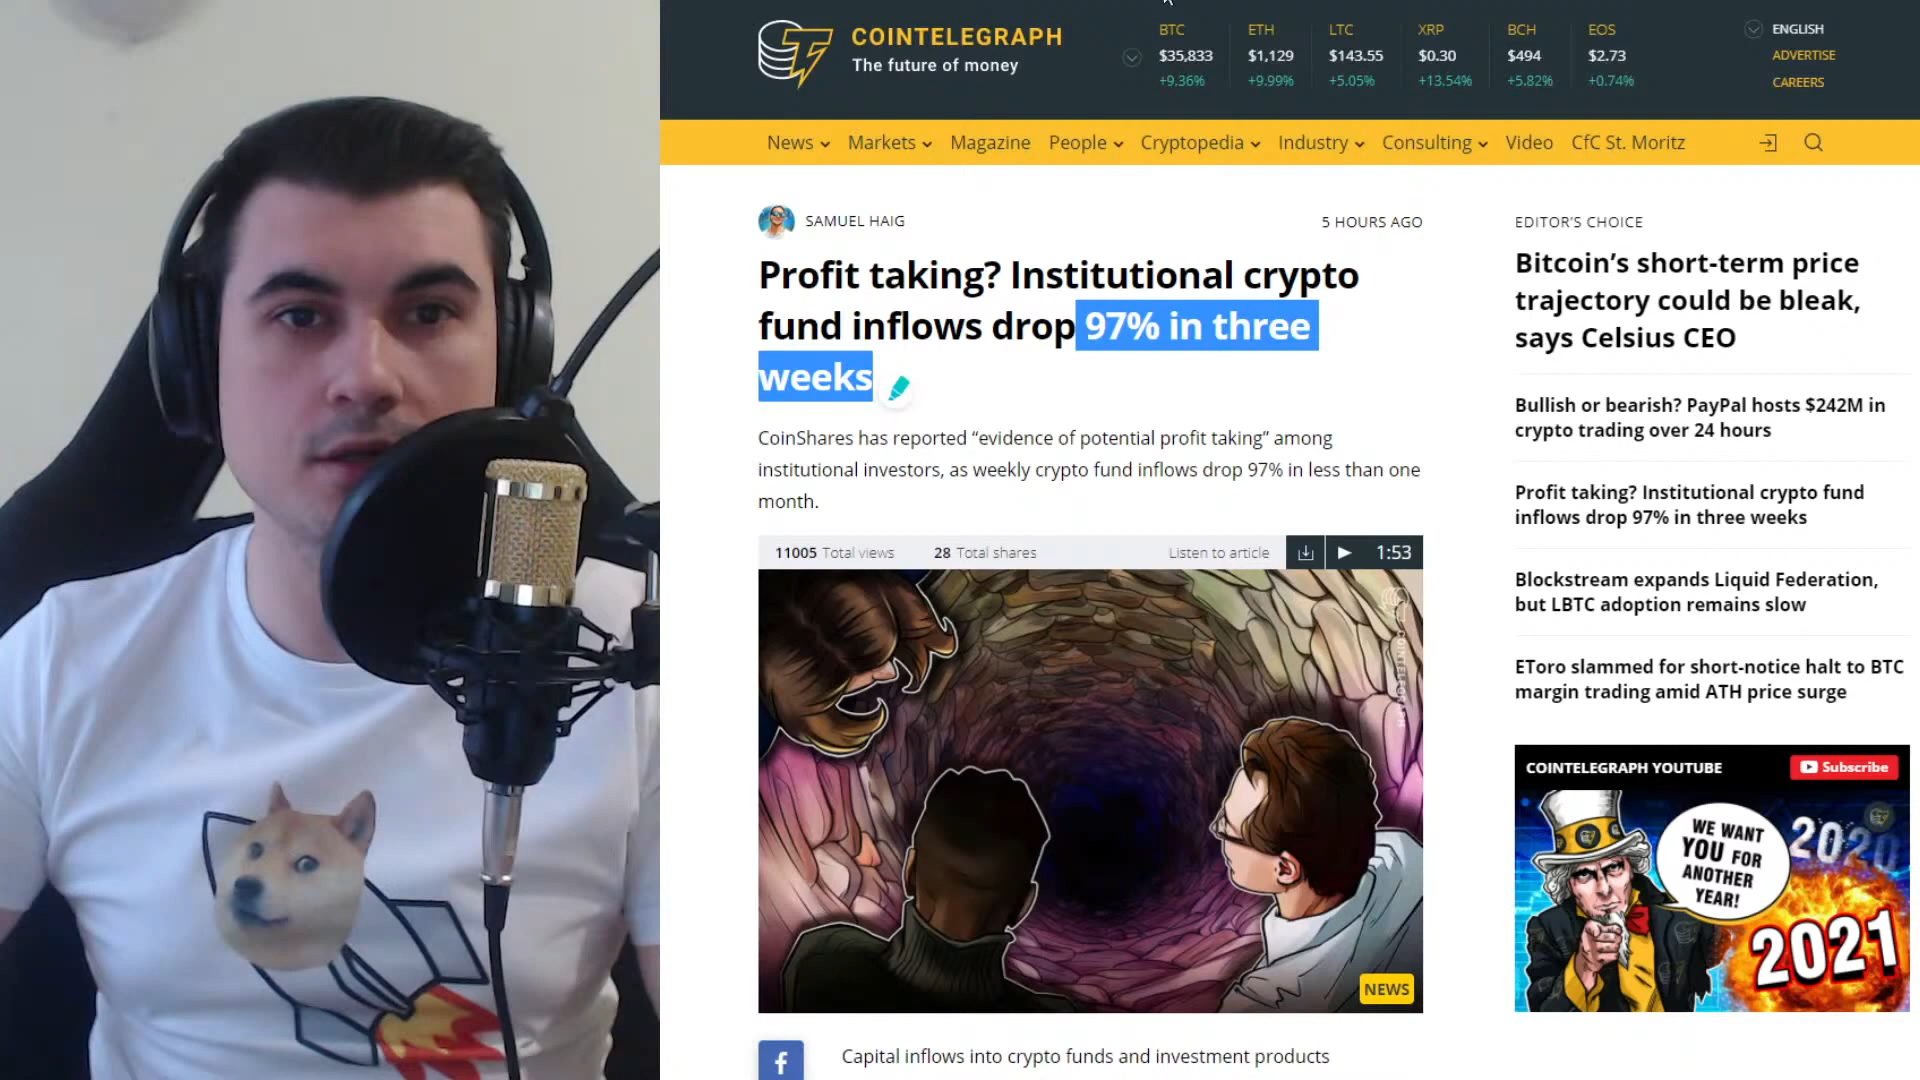 COINTELEGRAPH
The future of money
BTC
$35,833
+9.36%
ETH
$1,129
+9.99%
LTC
$143.55
+5.05%
XRP
$0.30
+13.54%
BCH
$494
+5.82%
EOS
$2.73
+0.74%
ENGLISH
ADVERTISE
CAREERS
News Markets Magazine People Cryptopedia Industry Consulting Video CfC St. Moritz
SAMUEL HAIG
5 HOURS AGO
Profit taking? Institutional crypto
fund inflows drop 97% in three
weeks
CoinShares has reported “evidence of potential profit taking” among
institutional investors, as weekly crypto fund inflows drop 97% in less than one
month.
11005 Total views 28 Total shares Listen to article 1:53
COINTELEGRAPH
NEWS
Capital inflows into crypto funds and investment products
EDITOR’S CHOICE
Bitcoin’s short-term price
trajectory could be bleak,
says Celsius CEO
Bullish or bearish? PayPal hosts $242M in
crypto trading over 24 hours
Profit taking? Institutional crypto fund
inflows drop 97% in three weeks
Blockstream expands Liquid Federation,
but LBTC adoption remains slow
EToro slammed for short-notice halt to BTC
margin trading amid ATH price surge
COINTELEGRAPH YOUTUBE
Subscribe
WE WANT
YOU FOR
ANOTHER
YEAR!
2020
2021